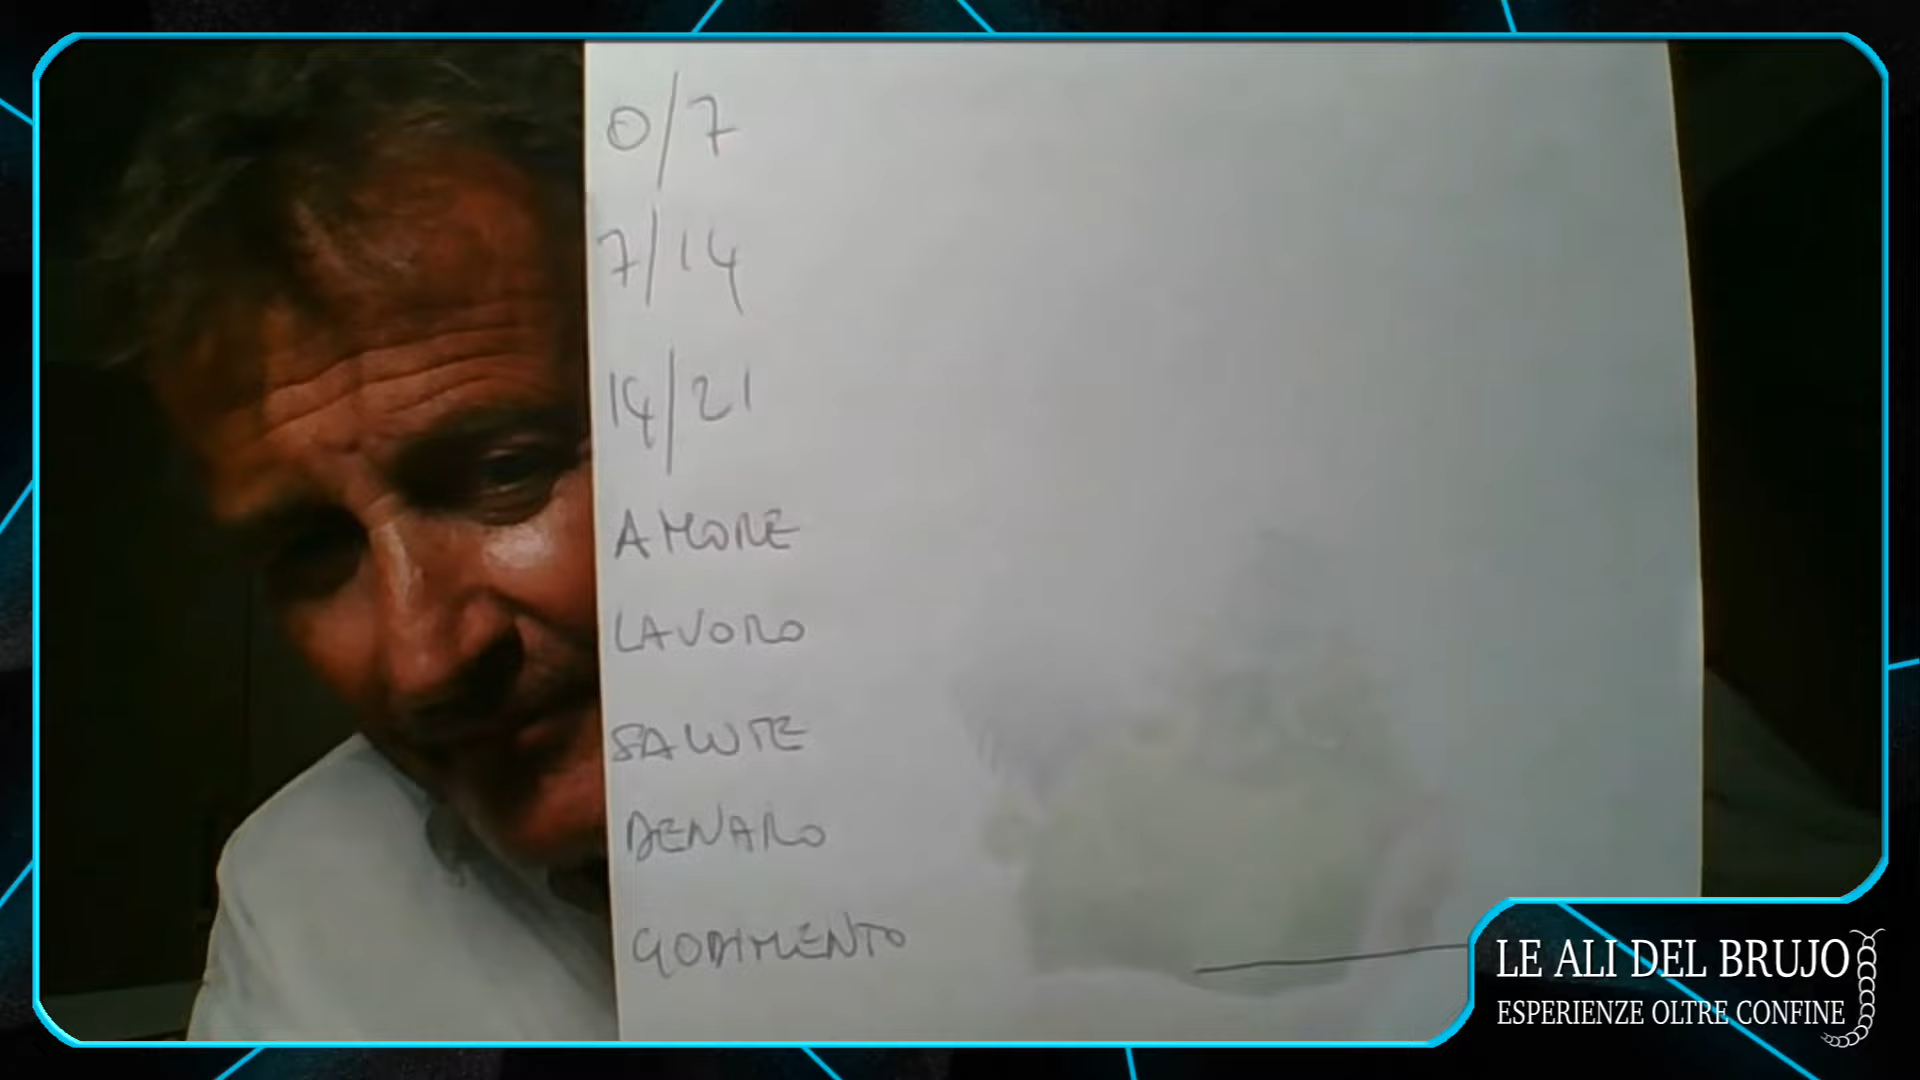 0/7
7/14
14/21
AMORE
LAVORO
SALUTE
DENARO
GODIMENTO
LE ALI DEL BRUJO
ESPERIENZE OLTRE CONFINE